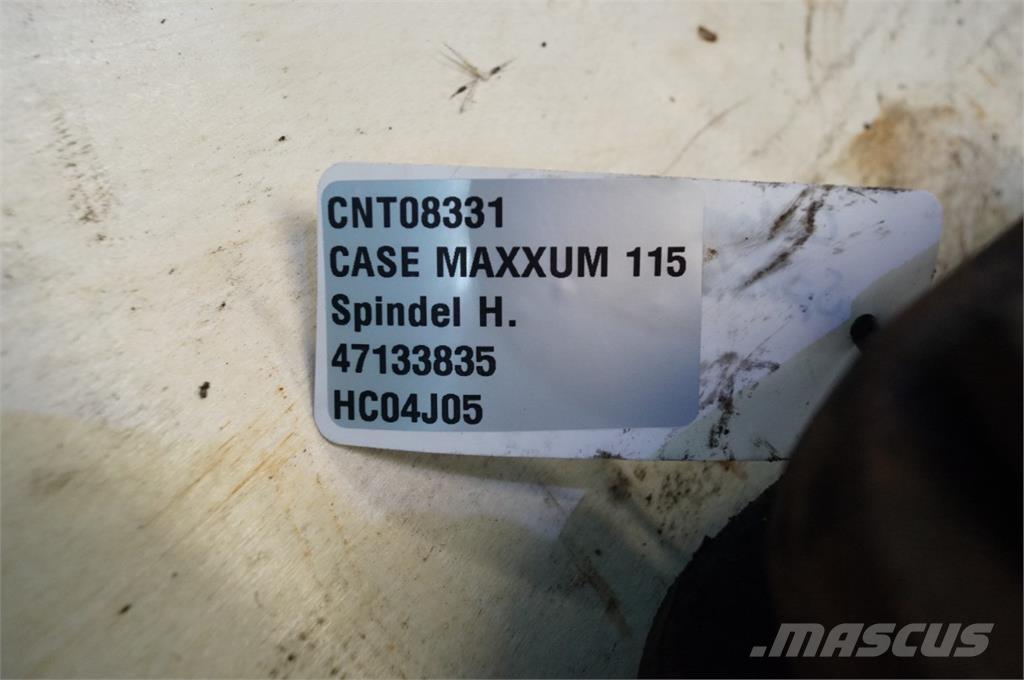 CNT08331
CASE MAXXUM 115
Spindel H.
47133835
HC04J05
.MASCUS